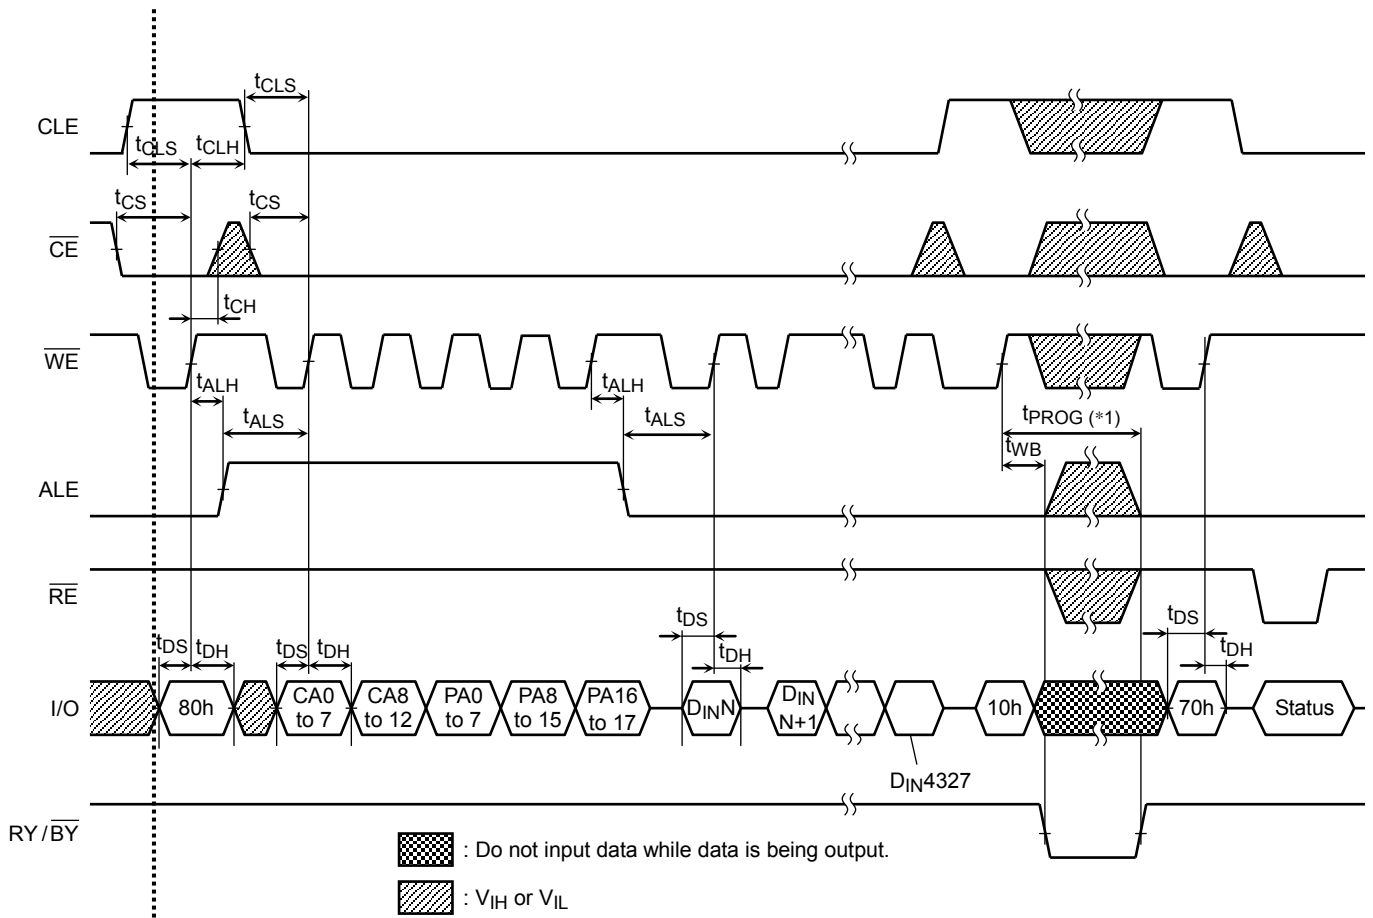 tCLS
CLE
tCLS
tCLH
tCS
tCS
CE
tCH
WE
tALH
tALH
tALS
tALS
tPROG (*1)
tWB
ALE
RE
tDS
tDH
tDS
tDH
tDS
tDH
tDS
tDH
I/O
80h
CA0 to 7
CA8 to 12
PA0 to 7
PA8 to 15
PA16 to 17
DINN
DIN N+1
10h
70h
Status
DIN4327
RY/BY
: Do not input data while data is being output.
: VIH or VIL